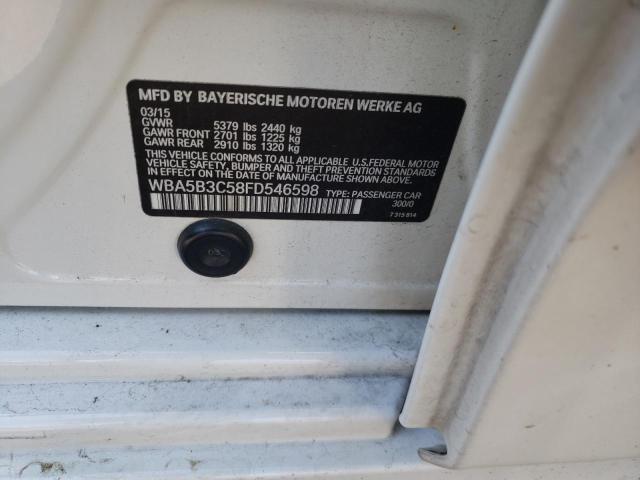 MFD BY BAYERISCHE MOTOREN WERKE AG
03/15
GVWR 5379 lbs 2440 kg
GAWR FRONT 2701 lbs 1225 kg
GAWR REAR 2910 lbs 1320 kg
THIS VEHICLE CONFORMS TO ALL APPLICABLE U.S.FEDERAL MOTOR
VEHICLE SAFETY, BUMPER AND THEFT PREVENTION STANDARDS
IN EFFECT ON THE DATE OF MANUFACTURE SHOWN ABOVE.
WBA5B3C58FD546598 TYPE: PASSENGER CAR
300/0
7 315 814